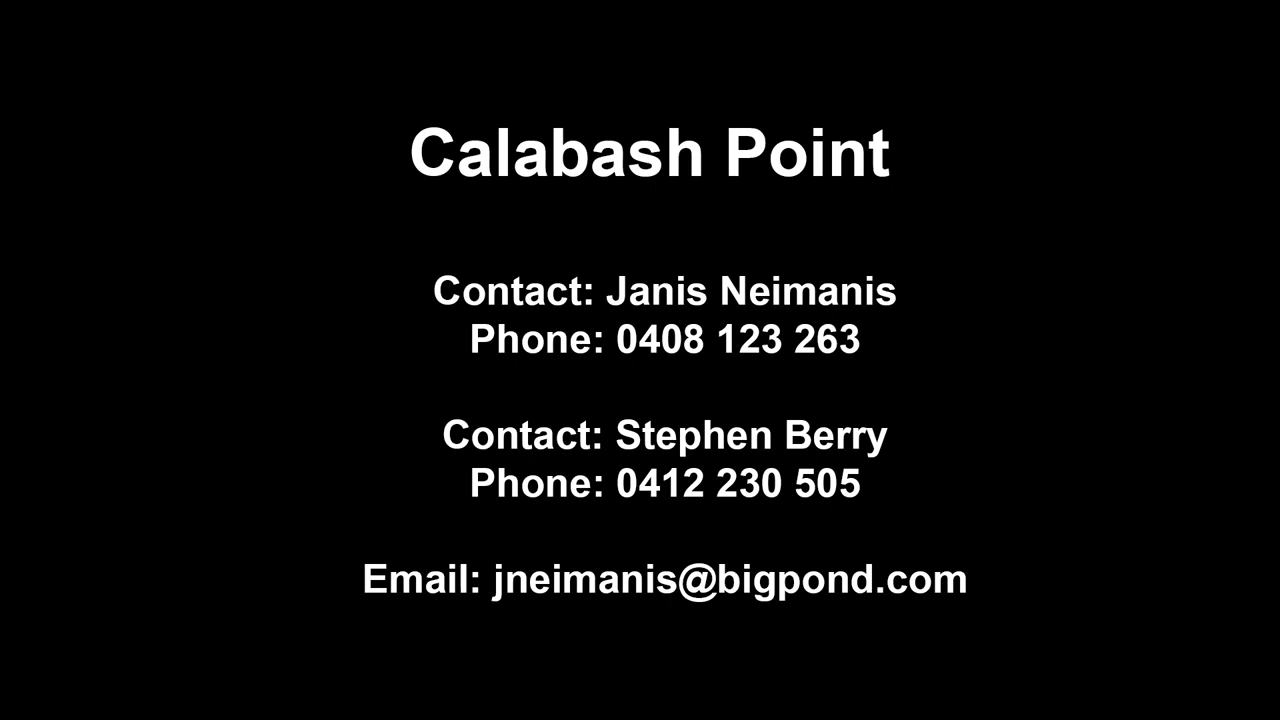 Calabash Point
Contact: Janis Neimanis
Phone: 0408 123 263
Contact: Stephen Berry
Phone: 0412 230 505
Email: jneimanis@bigpond.com